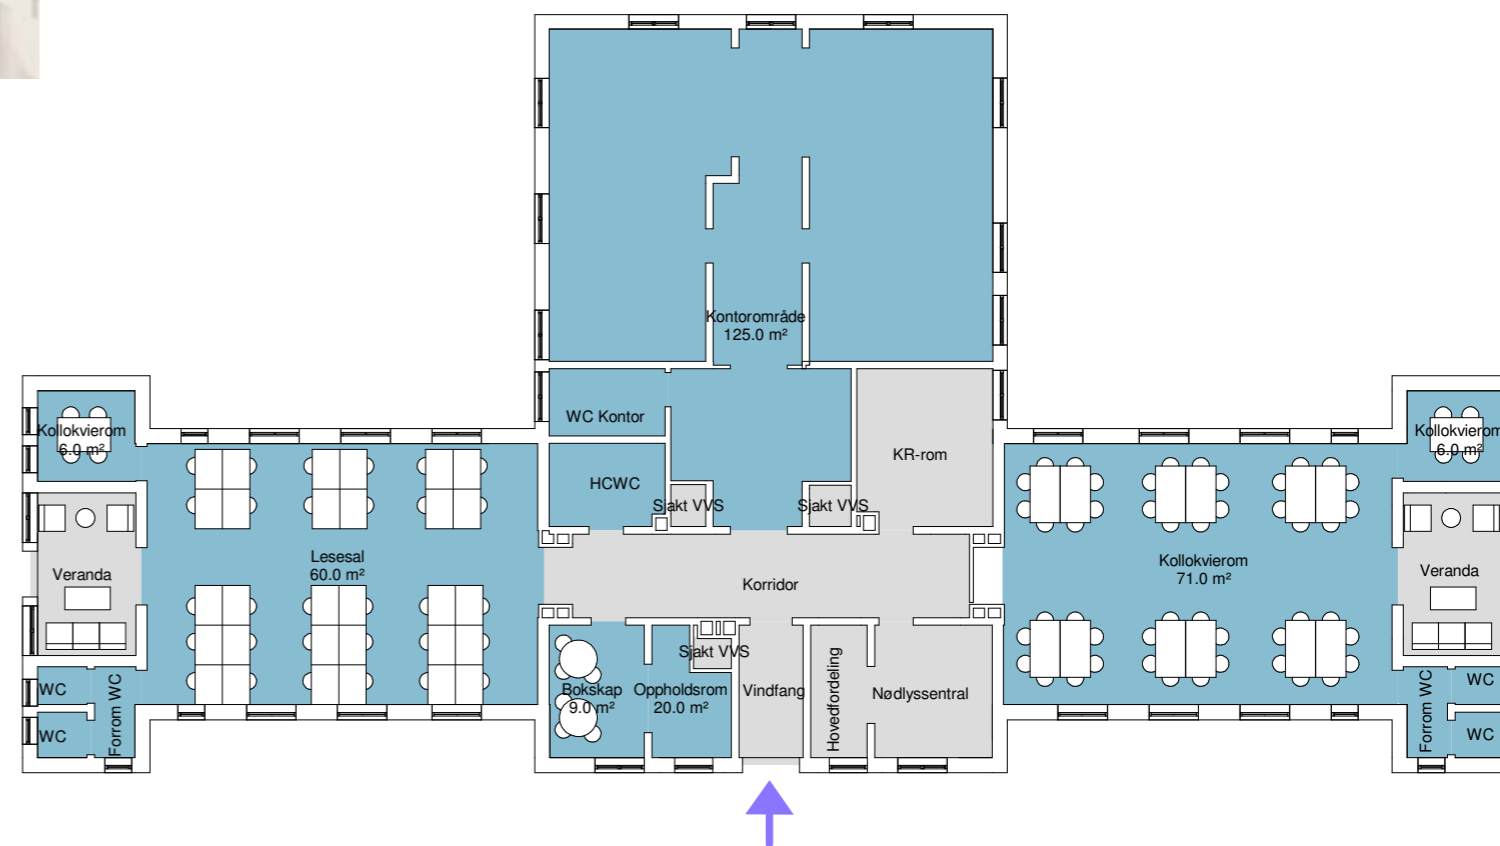 Kontorområde
125.0 m²
WC Kontor
Kollokvierom
6.0 m²
Kollokvierom
6.0 m²
KR-rom
HCWC
Sjakt VVS
Sjakt VVS
Lesesal
60.0 m²
Kollokvierom
71.0 m²
Veranda
Veranda
Korridor
Sjakt VVS
WC
Forrom WC
Bokskap
9.0 m²
Oppholdsrom
20.0 m²
Vindfang
Hovedfordeling
Nødlyssentral
Forrom WC
WC
WC
WC